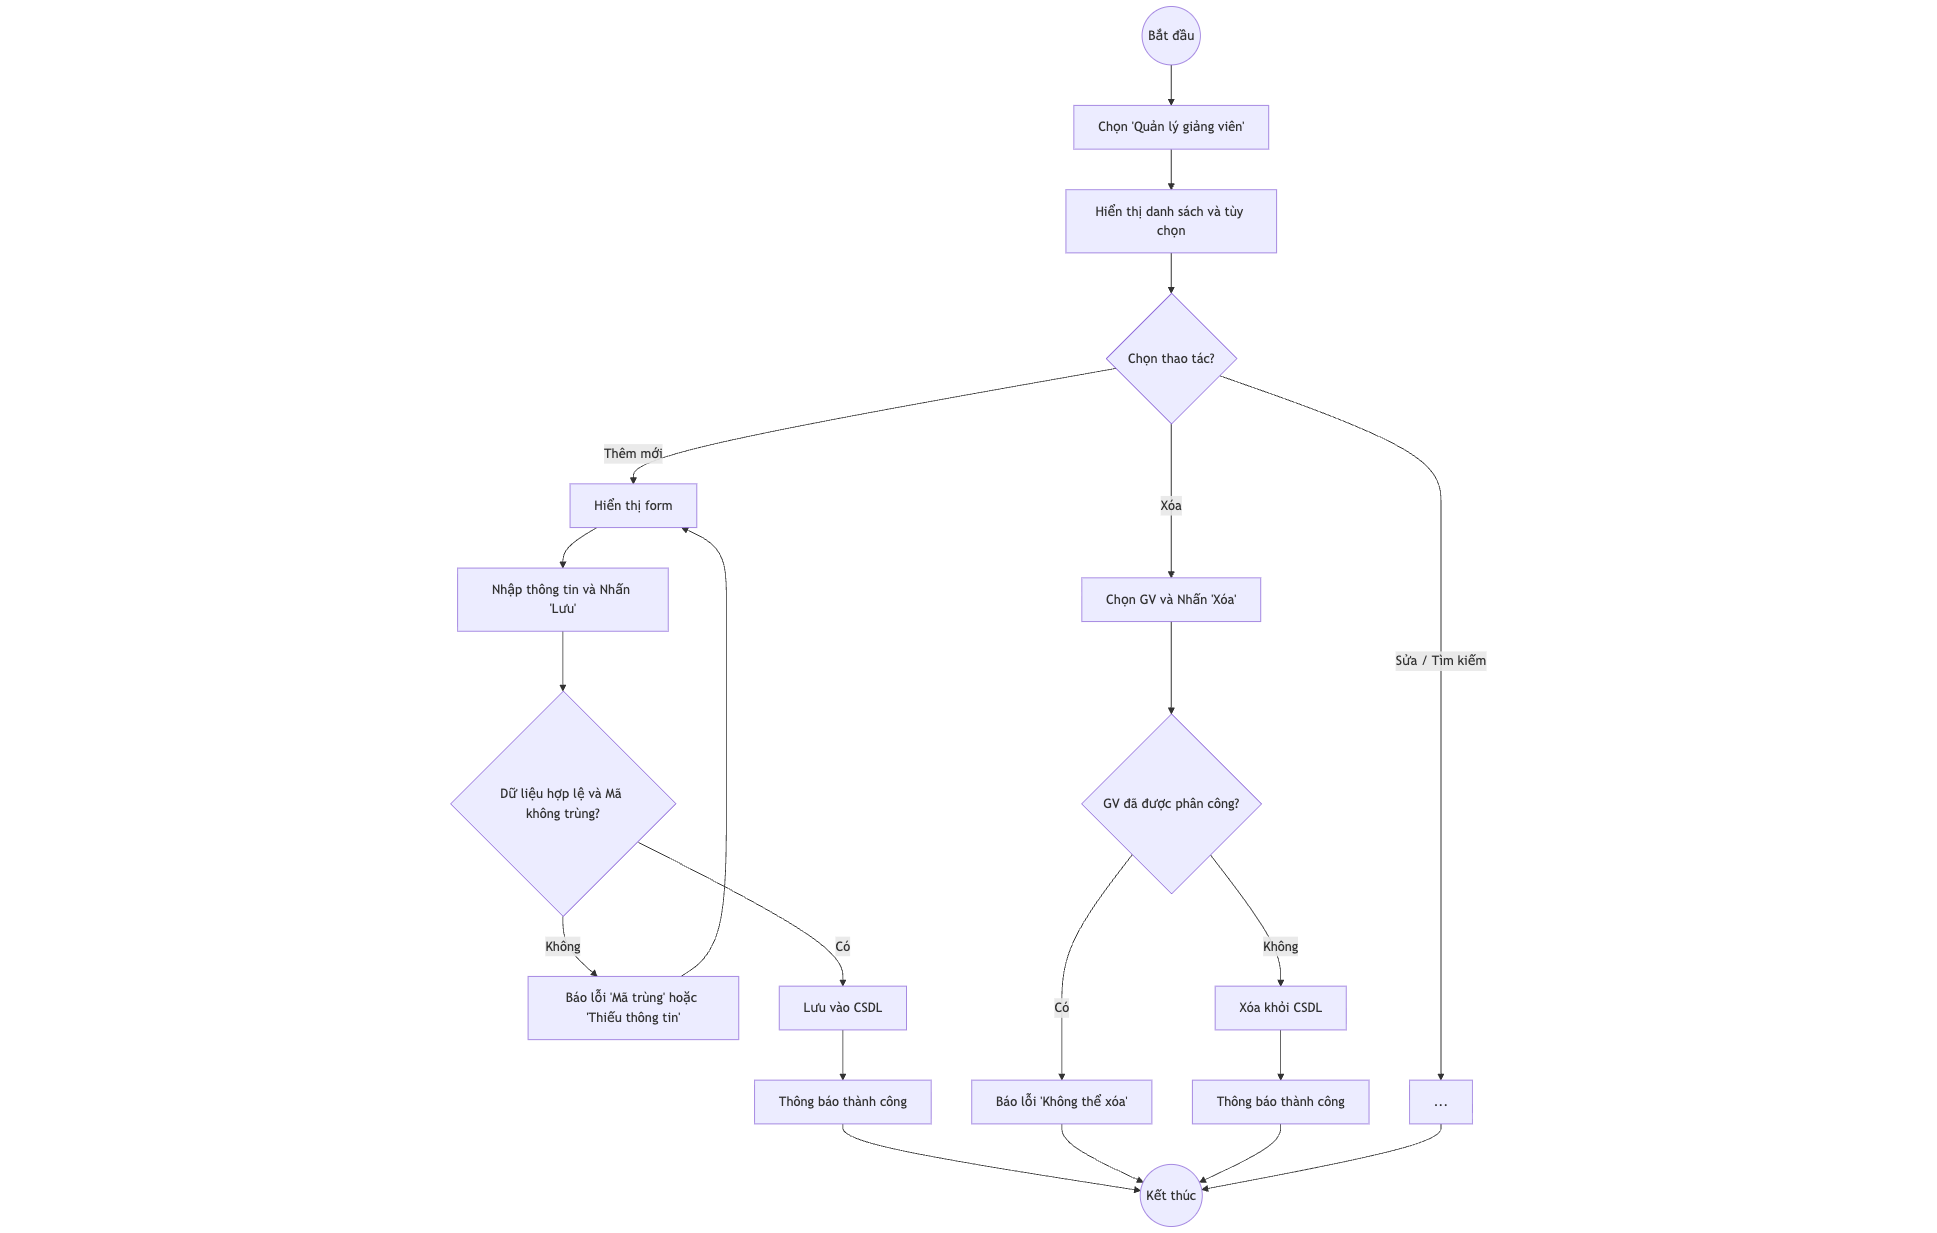 Bắt đầu
Chọn 'Quản lý giảng viên'
Hiển thị danh sách và tùy
chọn
Chọn thao tác?
Thêm mới
Hiển thị form
Xóa
Nhập thông tin và Nhấn
'Lưu'
Chọn GV và Nhấn 'Xóa'
Sửa / Tìm kiếm
Dữ liệu hợp lệ và Mã
không trùng?
GV đã được phân công?
Không
Có
Không
Báo lỗi 'Mã trùng' hoặc
'Thiếu thông tin'
Lưu vào CSDL
Có
Xóa khỏi CSDL
Thông báo thành công
Báo lỗi 'Không thể xóa'
Thông báo thành công
...
Kết thúc